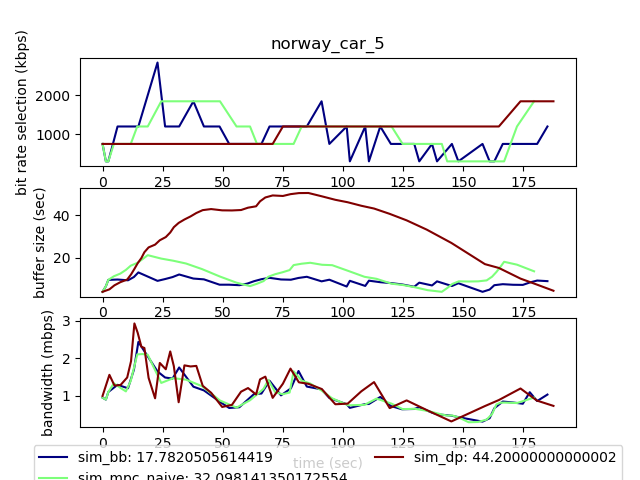 norway_car_5
bit rate selection (kbps)
2000
1000
0 25 50 75 100 125 150 175
buffer size (sec)
40
20
0 25 50 75 100 125 150 175
bandwidth (mbps)
3
2
1
0 25 50 75 100 125 150 175
time (sec)
sim_bb: 17.7820505614419
sim_dp: 44.20000000000002
sim_mpc_naive: 32.098141350172554